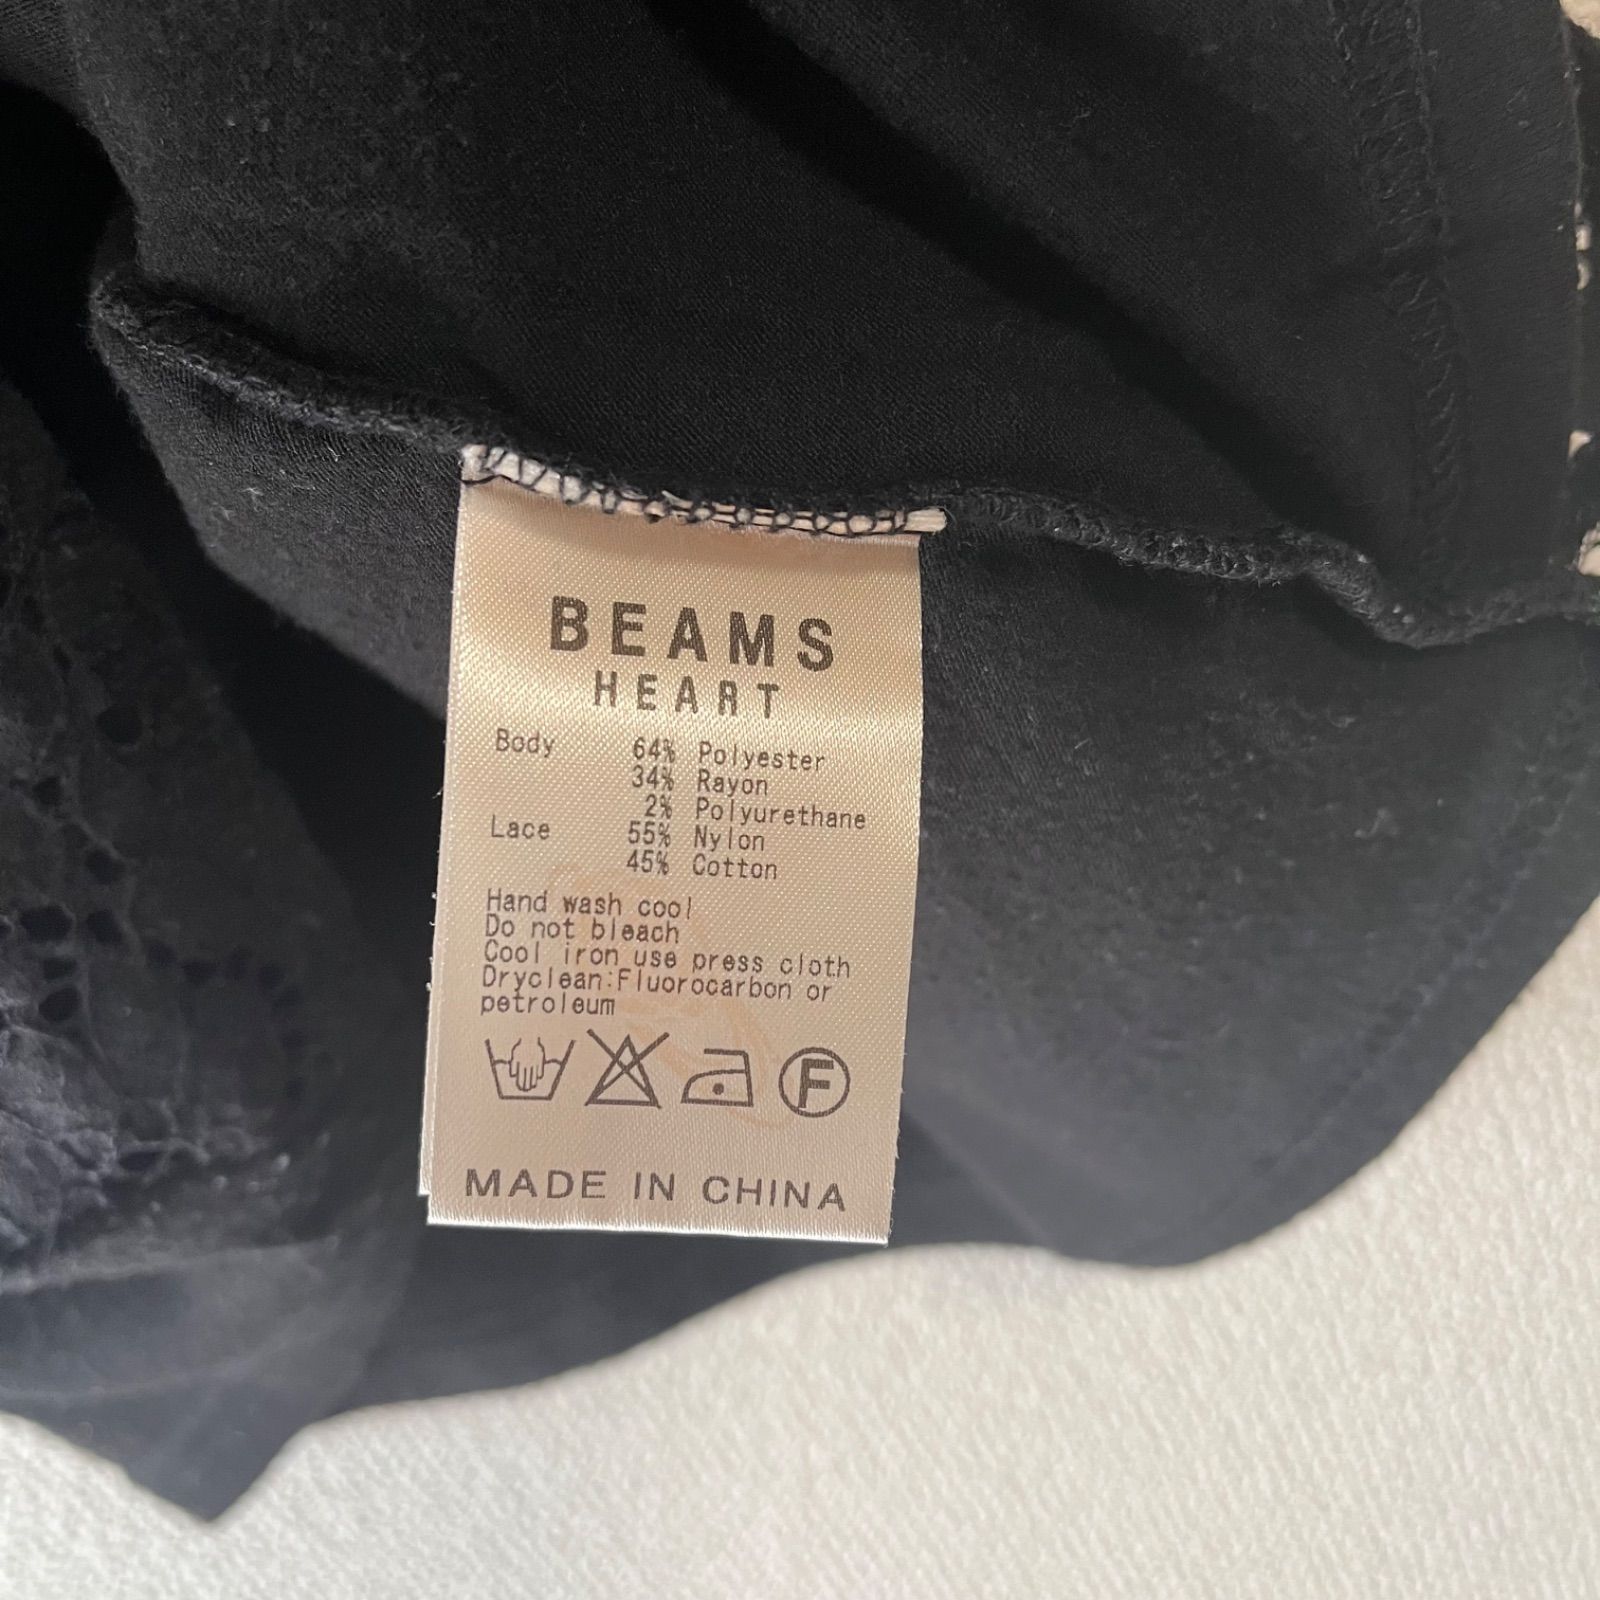 BEAMS
HEART
Body 64% Polyester
34% Rayon
2% Polyurethane
Lace 55% Nylon
45% Cotton
Hand wash cool
Do not bleach
Cool iron use press cloth
Dryclean:Fluorocarbon or
petroleum
F
MADE IN CHINA